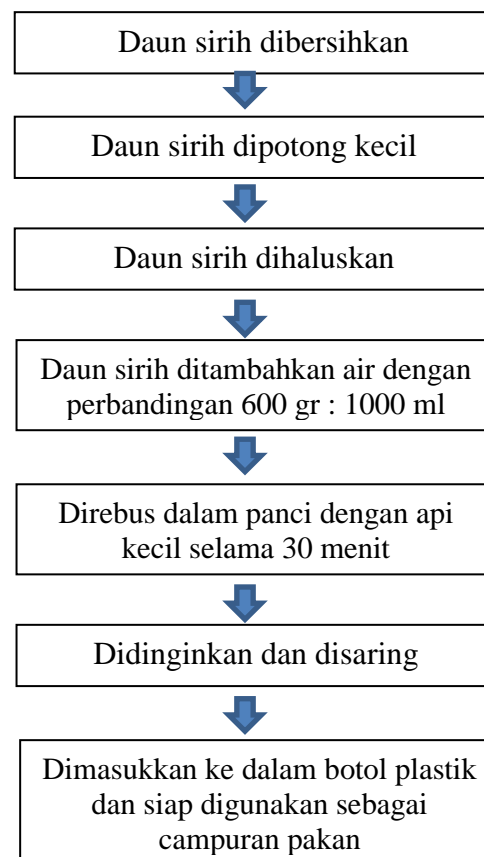 Daun sirih dibersihkan
Daun sirih dipotong kecil
Daun sirih dihaluskan
Daun sirih ditambahkan air dengan
perbandingan 600 gr : 1000 ml
Direbus dalam panci dengan api
kecil selama 30 menit
Didinginkan dan disaring
Dimasukkan ke dalam botol plastik
dan siap digunakan sebagai
campuran pakan